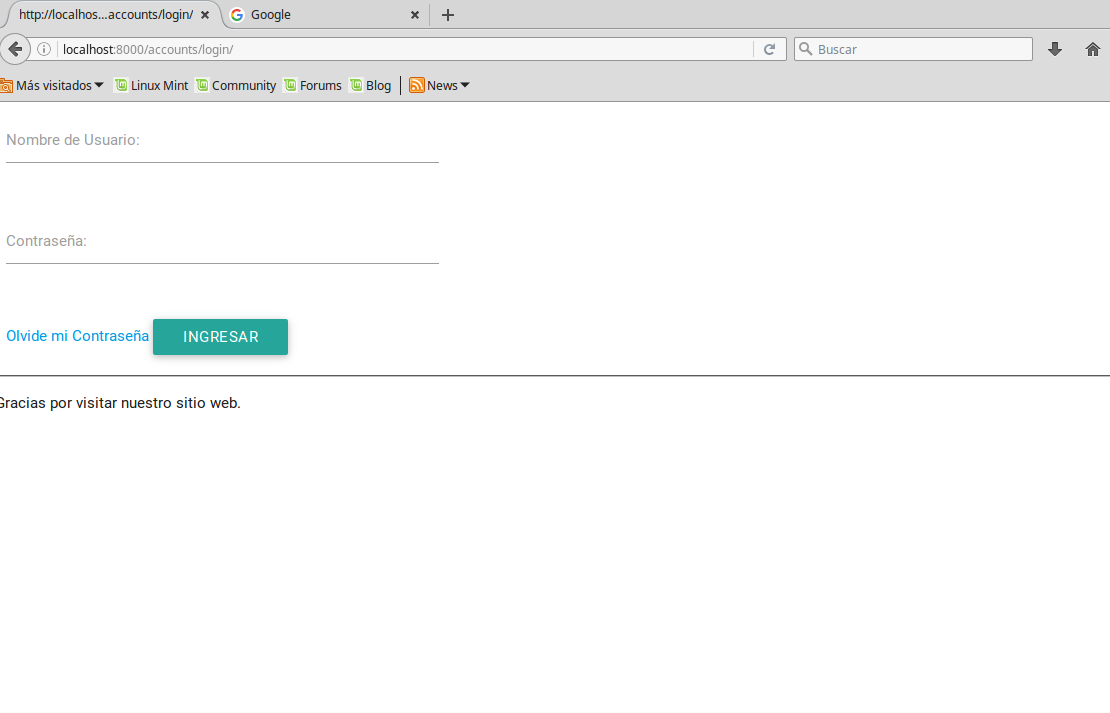 http://localhos...accounts/login/ Google
localhost:8000/accounts/login/ Buscar
Más visitados Linux Mint Community Forums Blog News
Nombre de Usuario:
Contraseña:
Olvide mi Contraseña INGRESAR
Gracias por visitar nuestro sitio web.